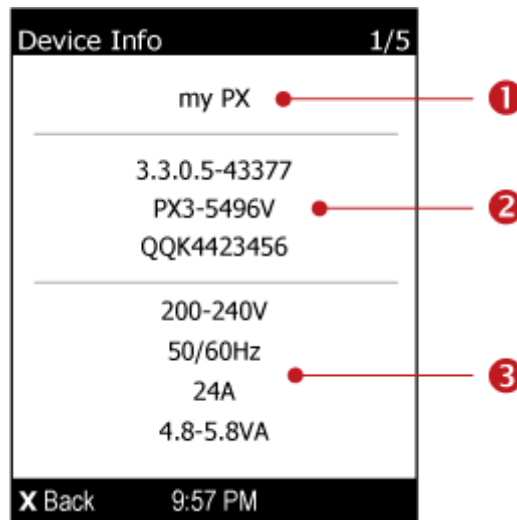 Device Info 1/5
my PX 1
3.3.0.5-43377
PX3-5496V 2
QQK4423456
200-240V
50/60Hz
24A 3
4.8-5.8VA
X Back 9:57 PM